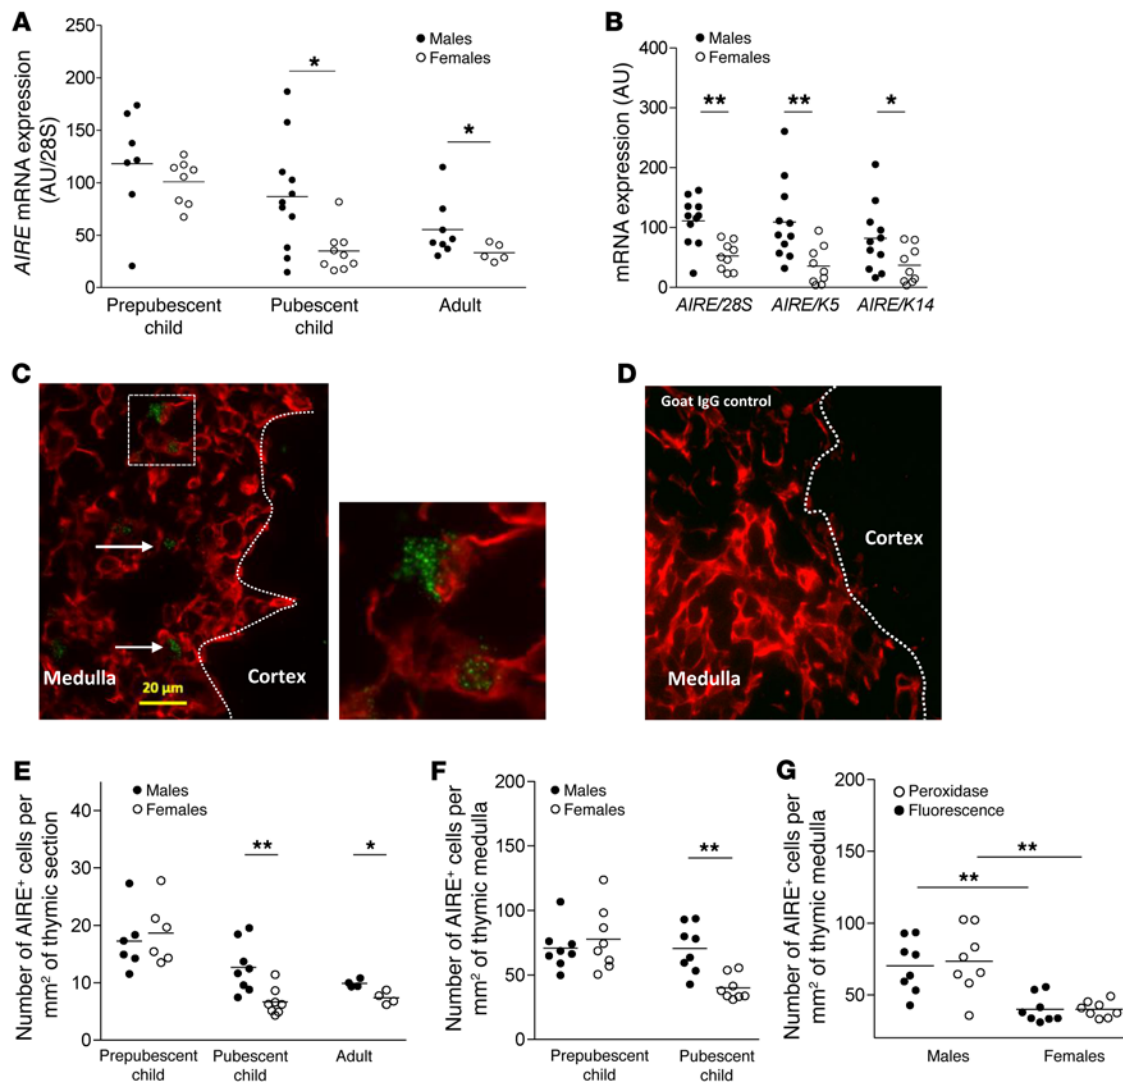 A
AIRE mRNA expression
(AU/28S)
250
200
150
100
50
0
Males
Females
*
*
Prepubescent
child
Pubescent
child
Adult
B
mRNA expression (AU)
400
300
200
100
0
Males
Females
**
**
*
AIRE/28S
AIRE/K5
AIRE/K14
C
Medulla
20 μm
Cortex
D
Goat IgG control
Cortex
Medulla
E
Number of AIRE+ cells per
mm² of thymic section
40
30
20
10
0
Males
Females
**
*
Prepubescent
child
Pubescent
child
Adult
F
Number of AIRE+ cells per
mm² of thymic medulla
200
150
100
50
0
Males
Females
**
Prepubescent
child
Pubescent
child
G
Number of AIRE+ cells per
mm² of thymic medulla
200
150
100
50
Peroxidase
Fluorescence
**
**
Males
Females